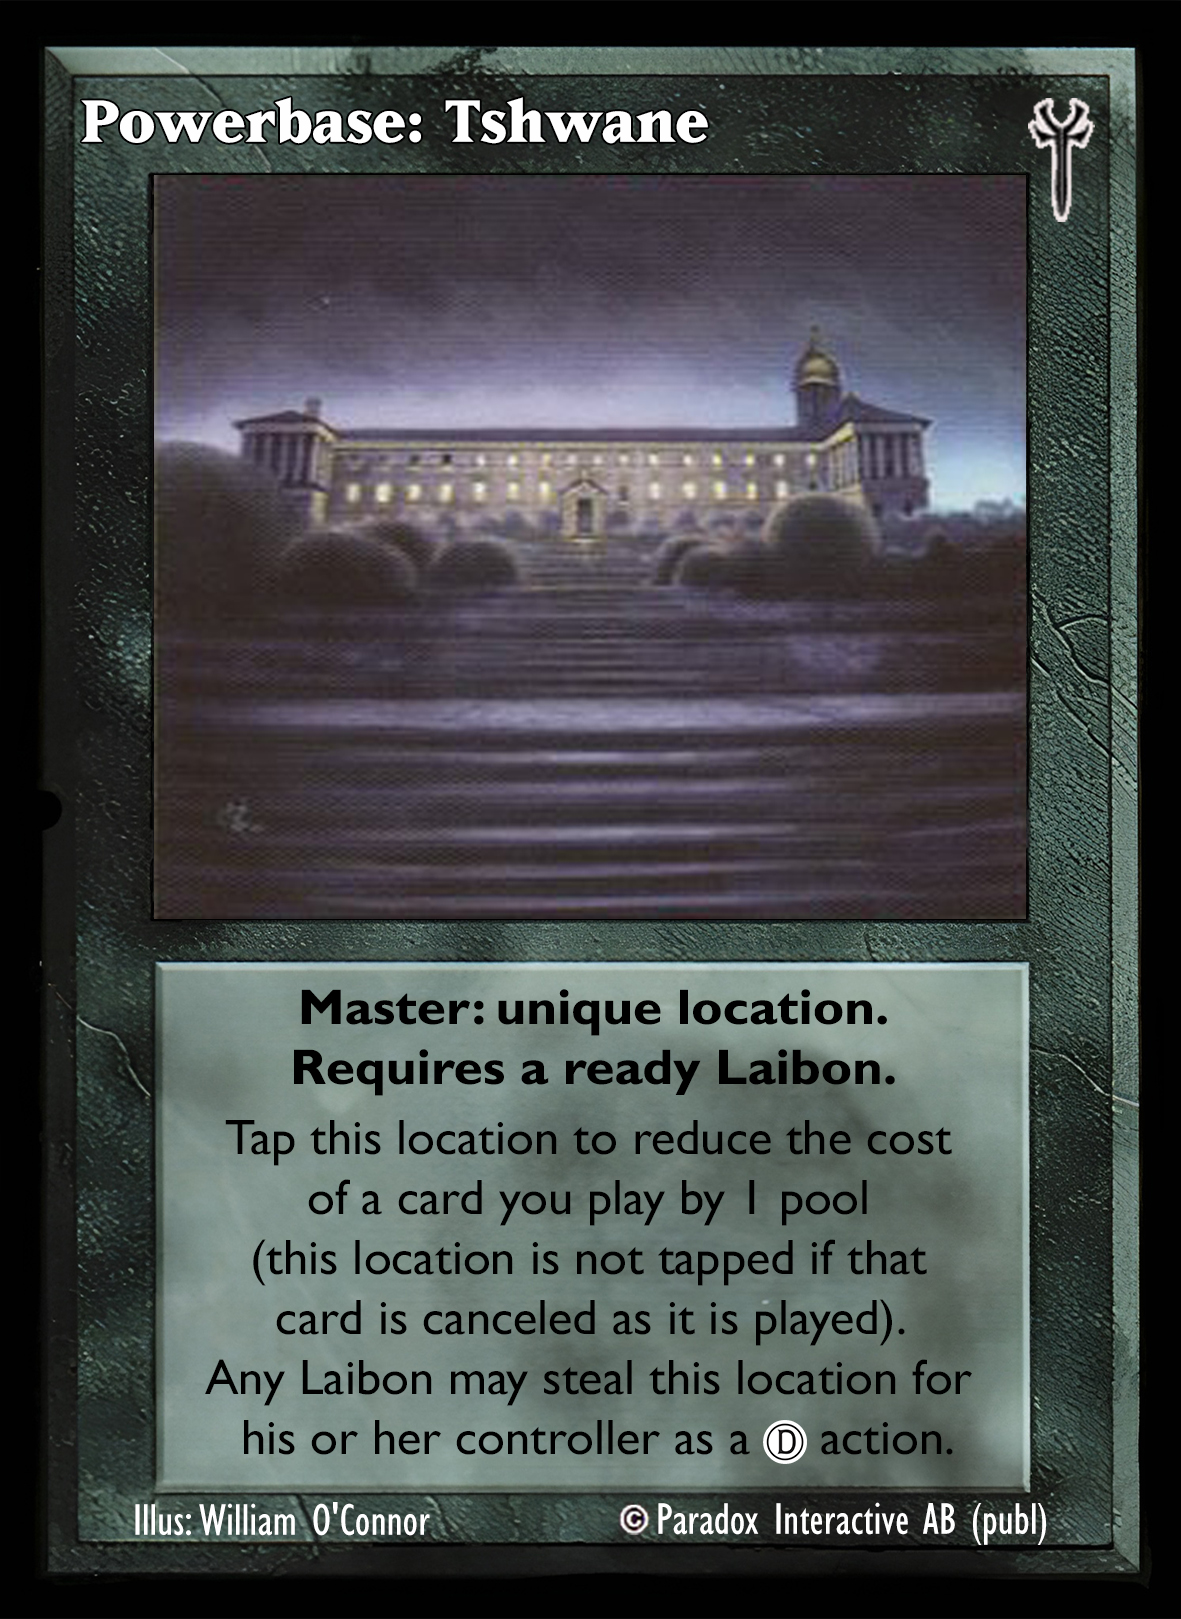 Powerbase: Tshwane
Master: unique location.
Requires a ready Laibon.
Tap this location to reduce the cost
of a card you play by 1 pool
(this location is not tapped if that
card is canceled as it is played).
Any Laibon may steal this location for
his or her controller as a Ⓓ action.
Illus: William O'Connor
© Paradox Interactive AB (publ)